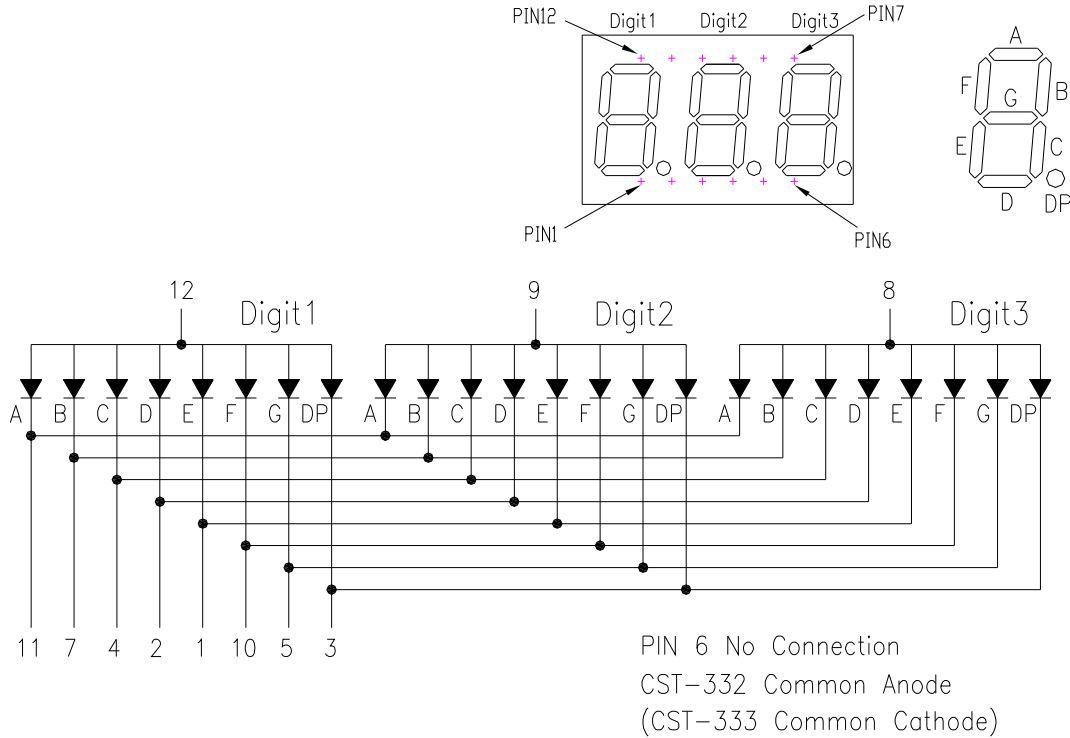 PIN12 Digit1 Digit2 Digit3 PIN7
A
F B
G
E C
D DP
PIN1 PIN6
12 Digit1 9 Digit2 8 Digit3
A B C D E F G DP A B C D E F G DP A B C D E F G DP
11 7 4 2 1 10 5 3
PIN 6 No Connection
CST-332 Common Anode
(CST-333 Common Cathode)